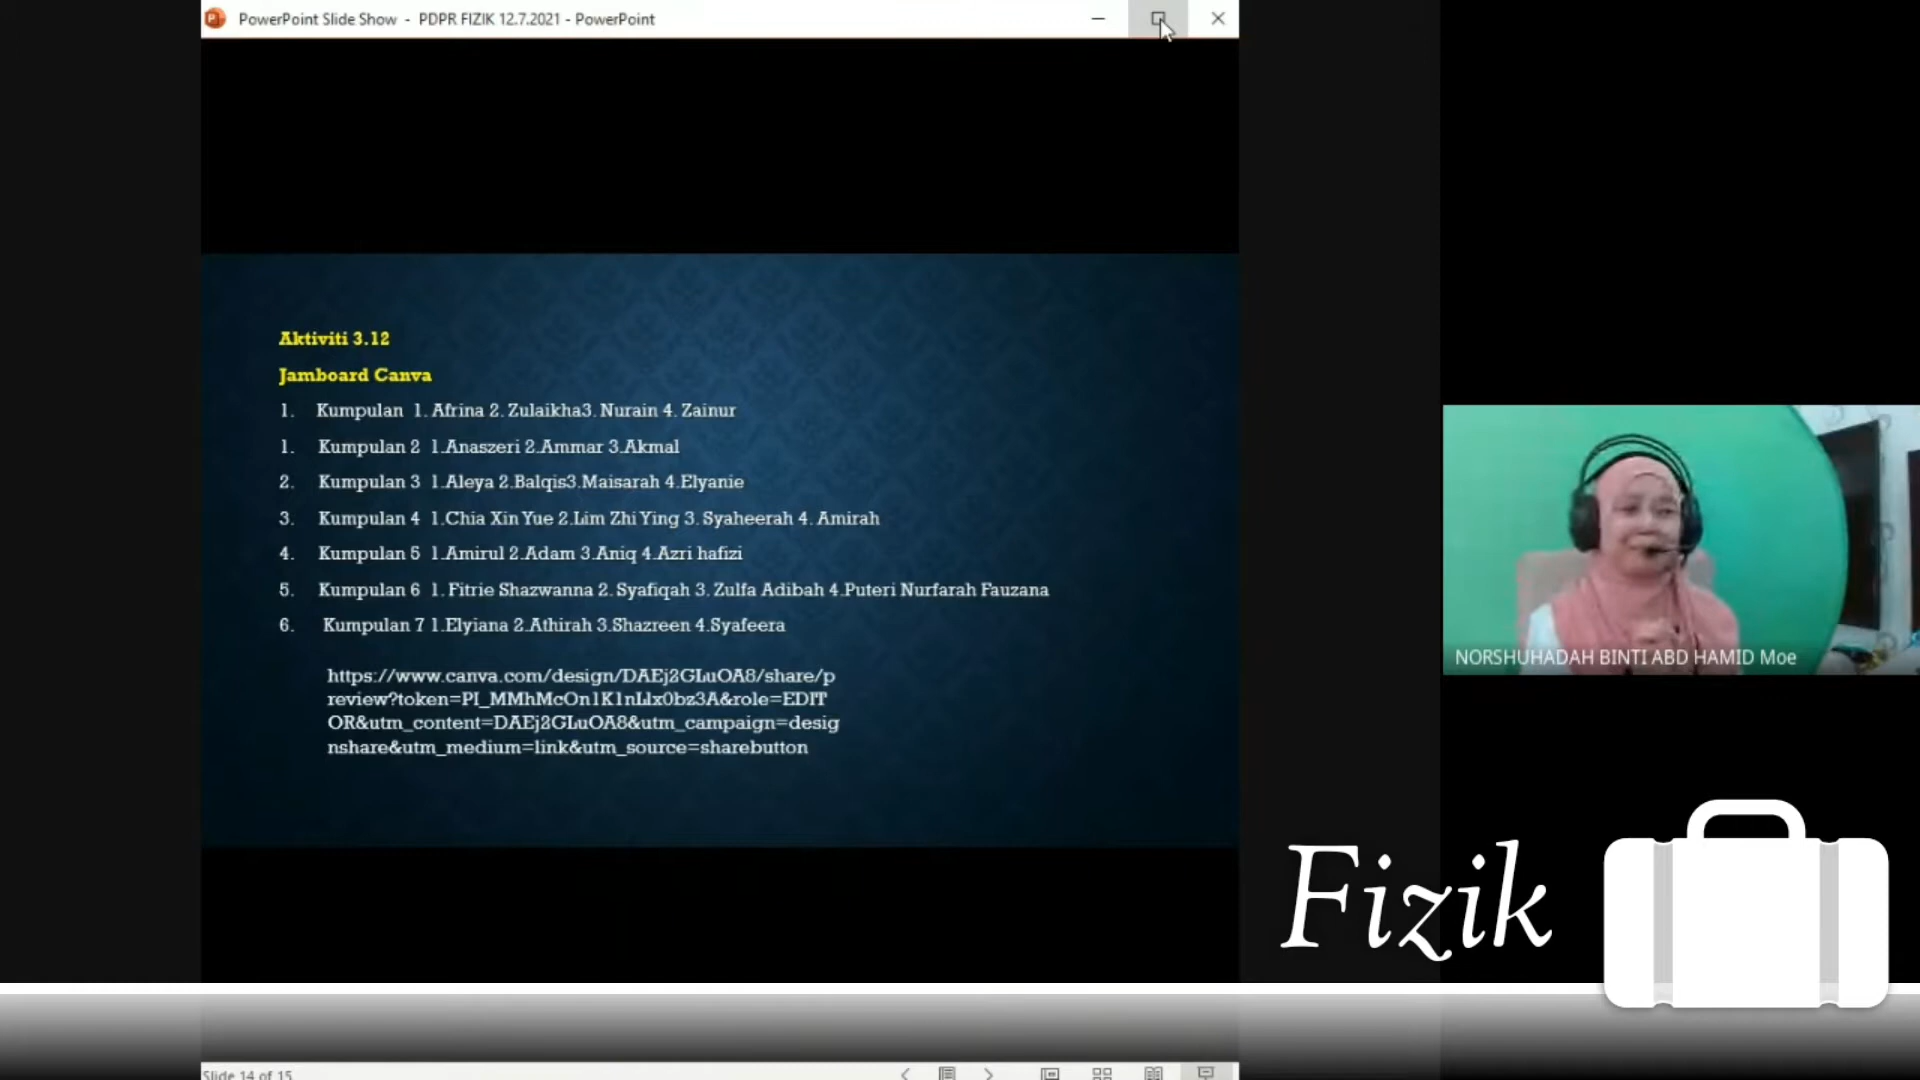 PowerPoint Slide Show - PDPR FIZIK 12.7.2021 - PowerPoint
Aktiviti 3.12
Jamboard Canva
1. Kumpulan 1. Afrina 2. Zulaikha3. Nurain 4. Zainur
1. Kumpulan 2 1.Anaszeri 2.Ammar 3.Akmal
2. Kumpulan 3 1.Aleya 2.Balqis3.Maisarah 4.Elyanie
3. Kumpulan 4 1.Chia Xin Yue 2.Lim Zhi Ying 3. Syaheerah 4. Amirah
4. Kumpulan 5 1.Amirul 2.Adam 3.Aniq 4.Azri hafizi
5. Kumpulan 6 1. Fitrie Shazwanna 2. Syafiqah 3. Zulfa Adibah 4.Puteri Nurfarah Fauzana
6. Kumpulan 7 1.Elyiana 2.Athirah 3.Shazreen 4.Syafeera
https://www.canva.com/design/DAEj2GLuOA8/share/p
review?token=PI_MMhMcOn1K1nLlx0bz3A&role=EDIT
OR&utm_content=DAEj2GLuOA8&utm_campaign=desig
nshare&utm_medium=link&utm_source=sharebutton
NORSHUHADAH BINTI ABD HAMID Moe
Fizik
Slide 14 of 15